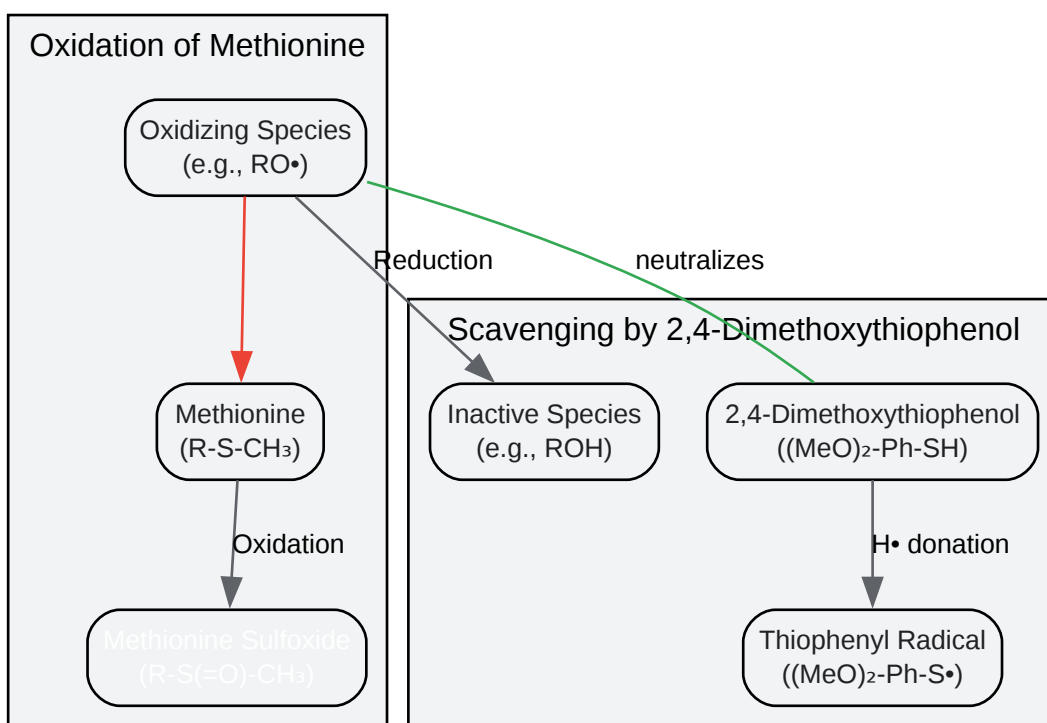 Oxidation of Methionine
Oxidizing Species
(e.g., RO•)
Reduction
neutralizes
Scavenging by 2,4-Dimethoxythiophenol
Methionine
(R-S-CH₃)
Inactive Species
(e.g., ROH)
2,4-Dimethoxythiophenol
((MeO)₂-Ph-SH)
Oxidation
H• donation
Methionine Sulfoxide
(R-S(=O)-CH₃)
Thiophenyl Radical
((MeO)₂-Ph-S•)